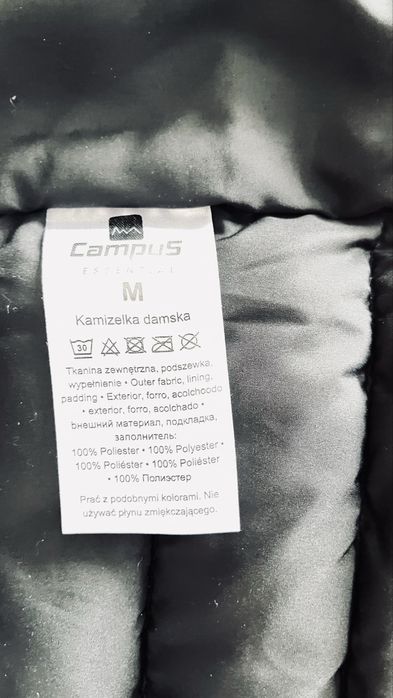 Campus
ESSENTIAL
M
Kamizelka damska
30
Tkanina zewnętrzna, podszewka,
wypełnienie • Outer fabric, lining,
padding • Exterior, forro, acolchoodo
• exterior, forro, acolchado •
внешний материал, подкладка,
заполнитель:
100% Poliester • 100% Polyester •
100% Poliéster • 100% Poliéster
• 100% Полиэстер
Prać z podobnymi kolorami. Nie
używać płynu zmiękczającego.